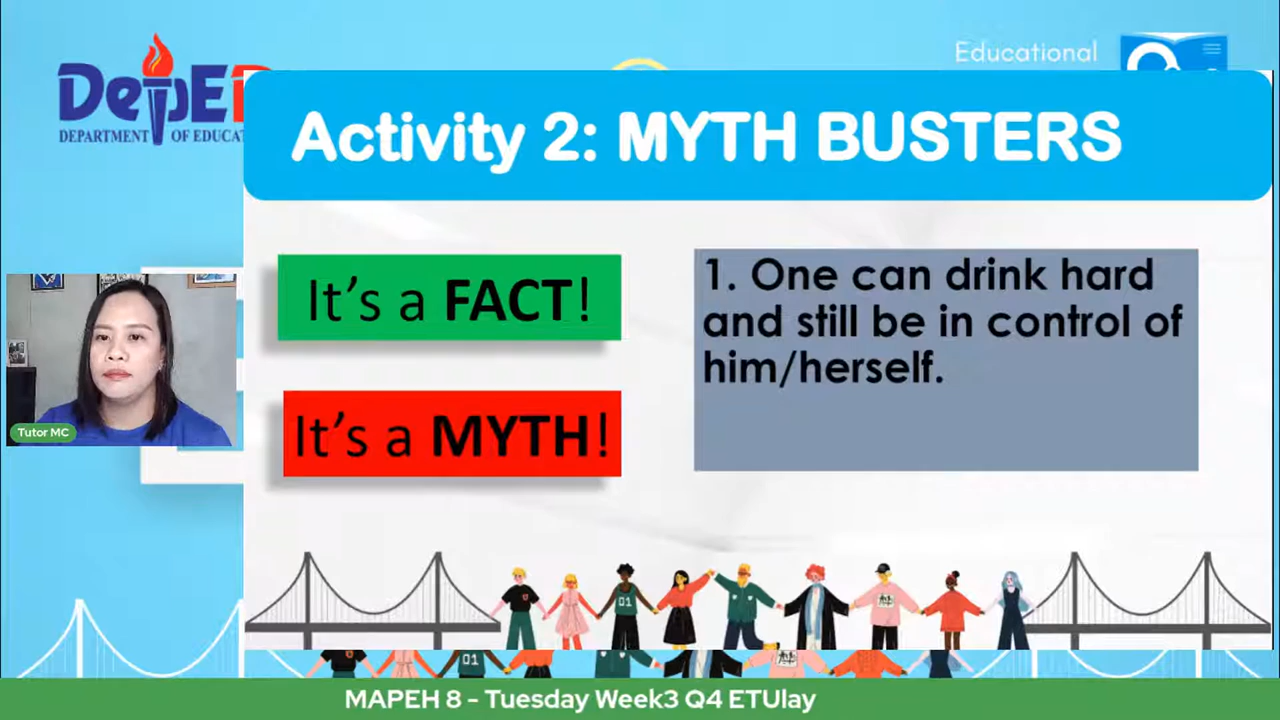 DepED
DEPARTMENT OF EDUCAT
Educational
Activity 2: MYTH BUSTERS
It's a FACT!
1. One can drink hard
and still be in control of
him/herself.
It's a MYTH!
Tutor MC
01
01
MAPEH 8 - Tuesday Week3 Q4 ETUlay